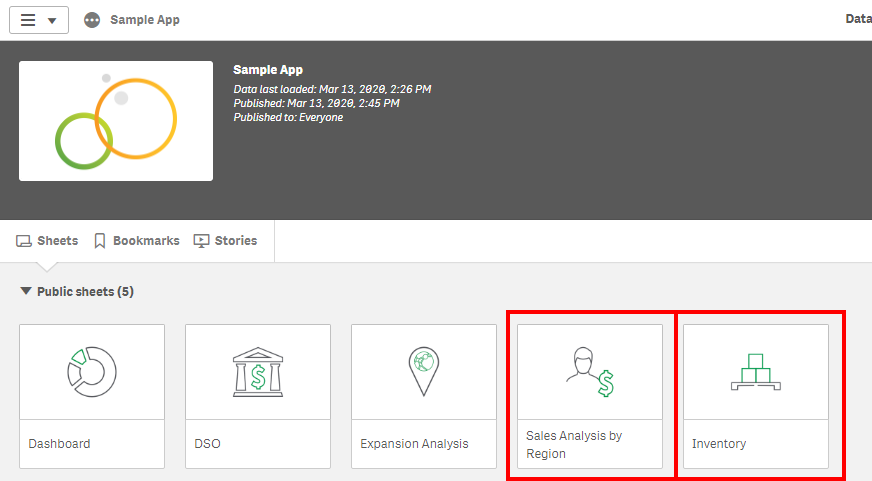 Sample App
Data
Sample App
Data last loaded: Mar 13, 2020, 2:26 PM
Published: Mar 13, 2020, 2:45 PM
Published to: Everyone
Sheets Bookmarks Stories
Public sheets (5)
Dashboard
DSO
Expansion Analysis
Sales Analysis by
Region
Inventory